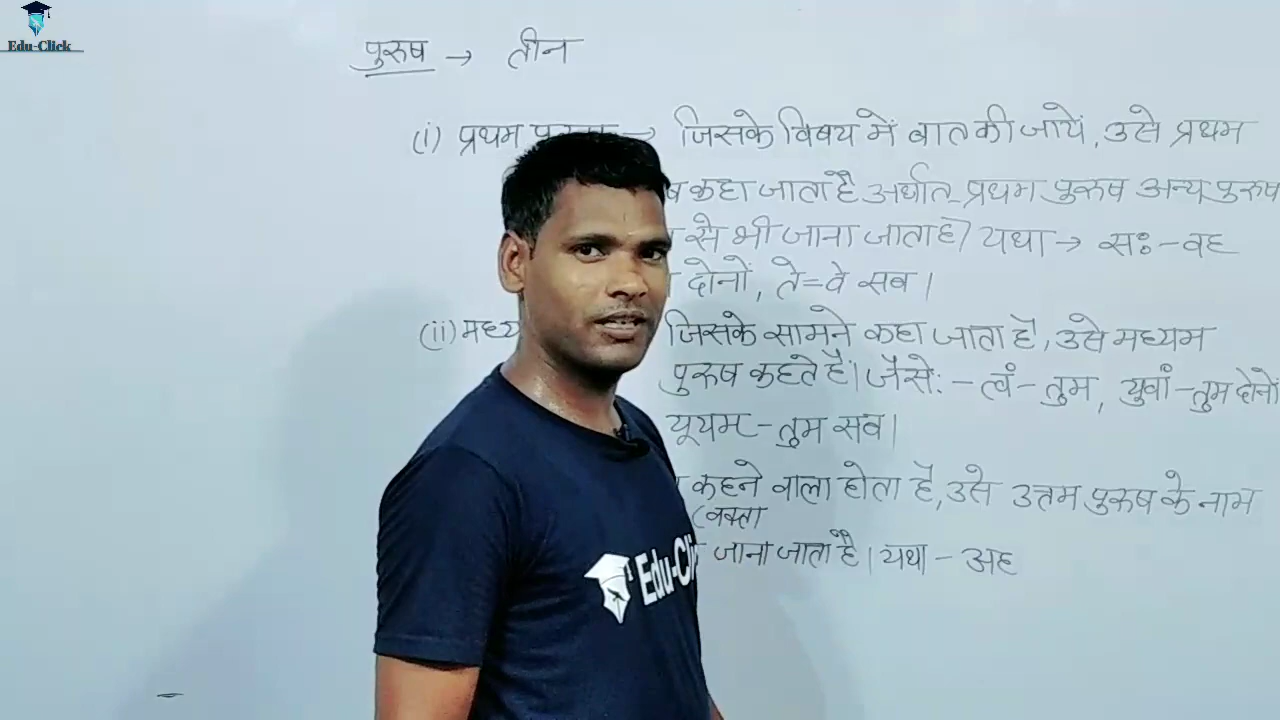 Edu-Click
पुरुष → तीन
(i) प्रथम → जिसके विषय में बात की जायें, उसे प्रथम
कहा जाता है अर्थात् प्रथम पुरुष अन्य पुरुष
से भी जाना जाता है) यथा → सः - वह
दोनों, ते = वे सब।
(ii) जिसके सामने कहा जाता है, उसे मध्यम
पुरुष कहते हैं। जैसे: - त्वं - तुम, युवां - तुम दोनों
यूयम् - तुम सब।
कहने वाला होता है, उसे उत्तम पुरुष के नाम
(वक्ता
जाना जाता है। यथा - अह
Edu-Cli